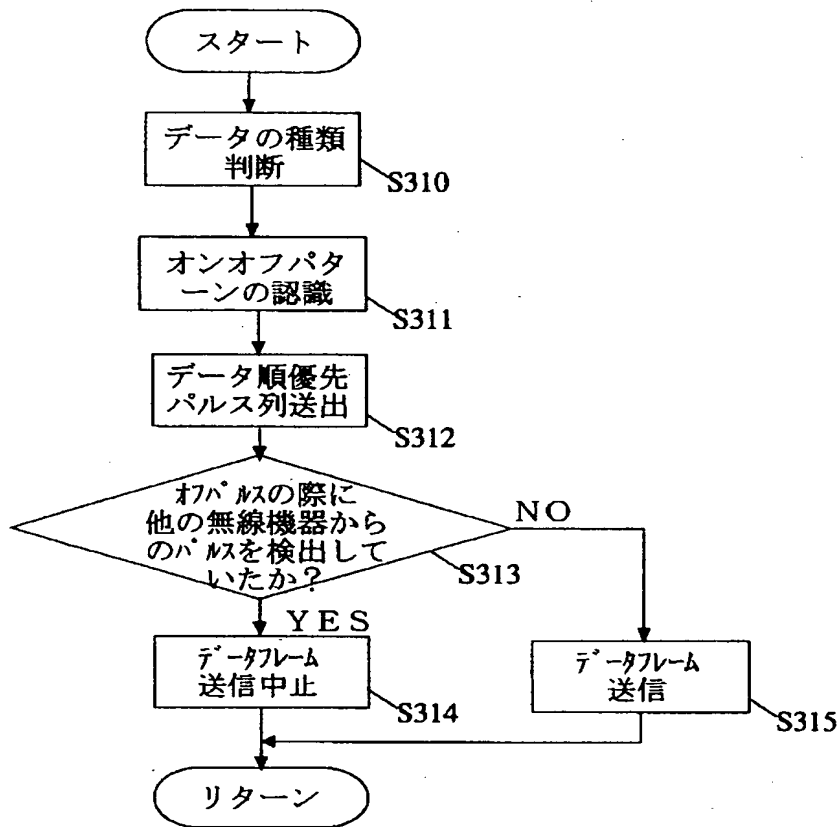 スタート
データの種類
判断
S310
オンオフパタ
ーンの認識
S311
データ順優先
パルス列送出
S312
ｵﾌﾊﾟﾙｽの際に
他の無線機器から
のﾊﾟﾙｽを検出して
いたか？
S313
NO
YES
ﾃﾞｰﾀﾌﾚｰﾑ
送信中止
S314
ﾃﾞｰﾀﾌﾚｰﾑ
送信
S315
リターン